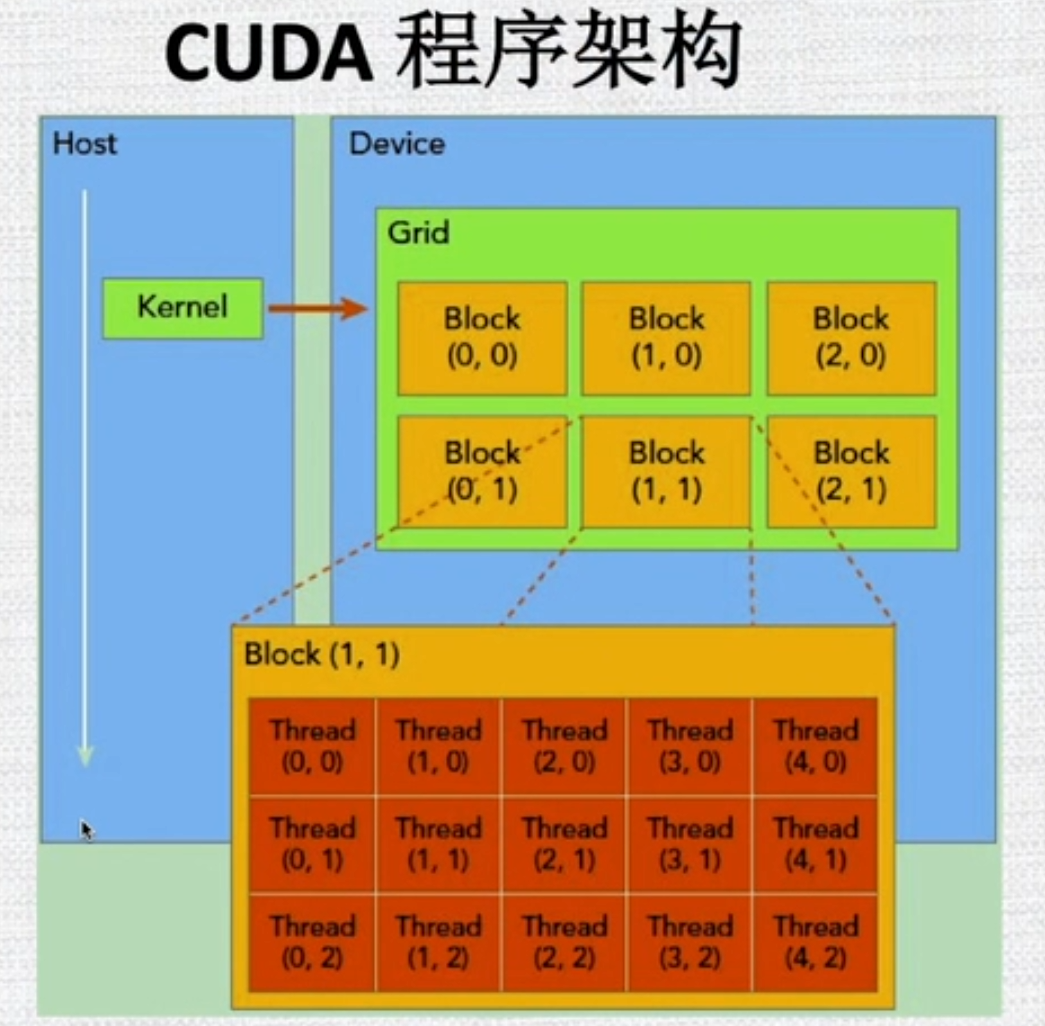 CUDA 程序架构
Host
Device
Grid
Kernel
Block
(0, 0)
Block
(1, 0)
Block
(2, 0)
Block
(0, 1)
Block
(1, 1)
Block
(2, 1)
Block (1, 1)
Thread
(0, 0)
Thread
(1, 0)
Thread
(2, 0)
Thread
(3, 0)
Thread
(4, 0)
Thread
(0, 1)
Thread
(1, 1)
Thread
(2, 1)
Thread
(3, 1)
Thread
(4, 1)
Thread
(0, 2)
Thread
(1, 2)
Thread
(2, 2)
Thread
(3, 2)
Thread
(4, 2)